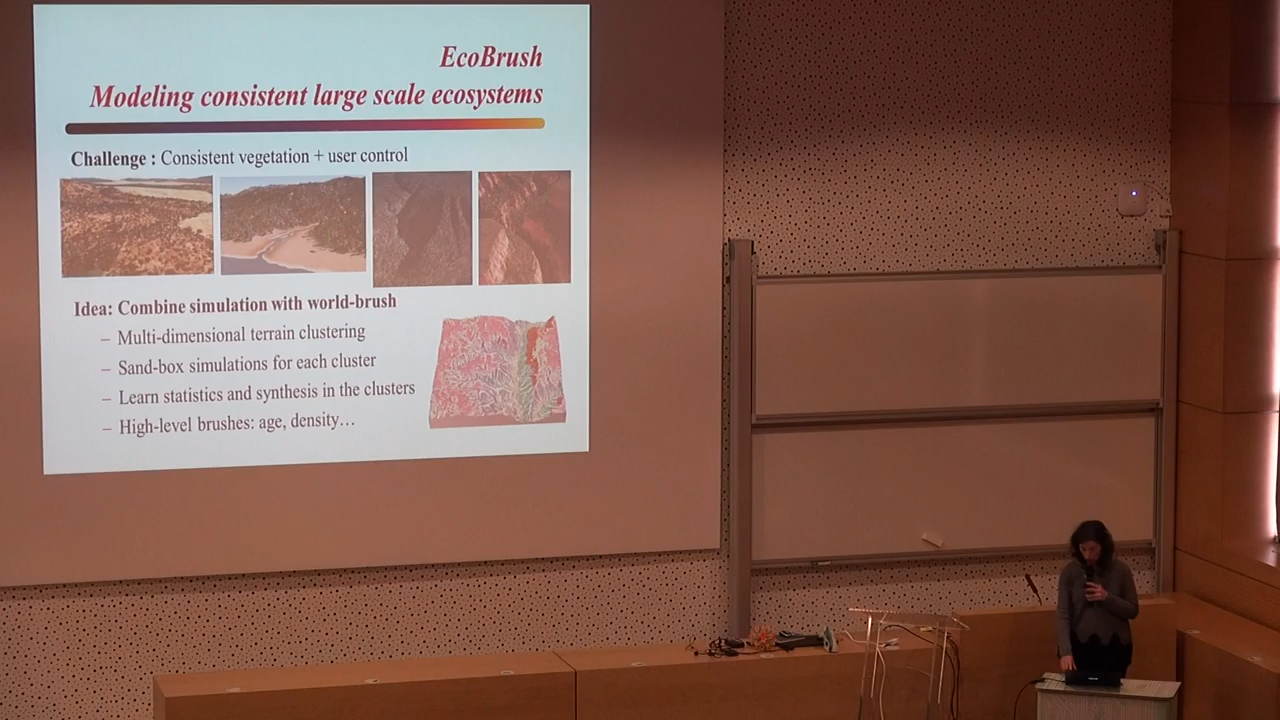 EcoBrush
Modeling consistent large scale ecosystems
Challenge : Consistent vegetation + user control
Idea: Combine simulation with world-brush
– Multi-dimensional terrain clustering
– Sand-box simulations for each cluster
– Learn statistics and synthesis in the clusters
– High-level brushes: age, density…